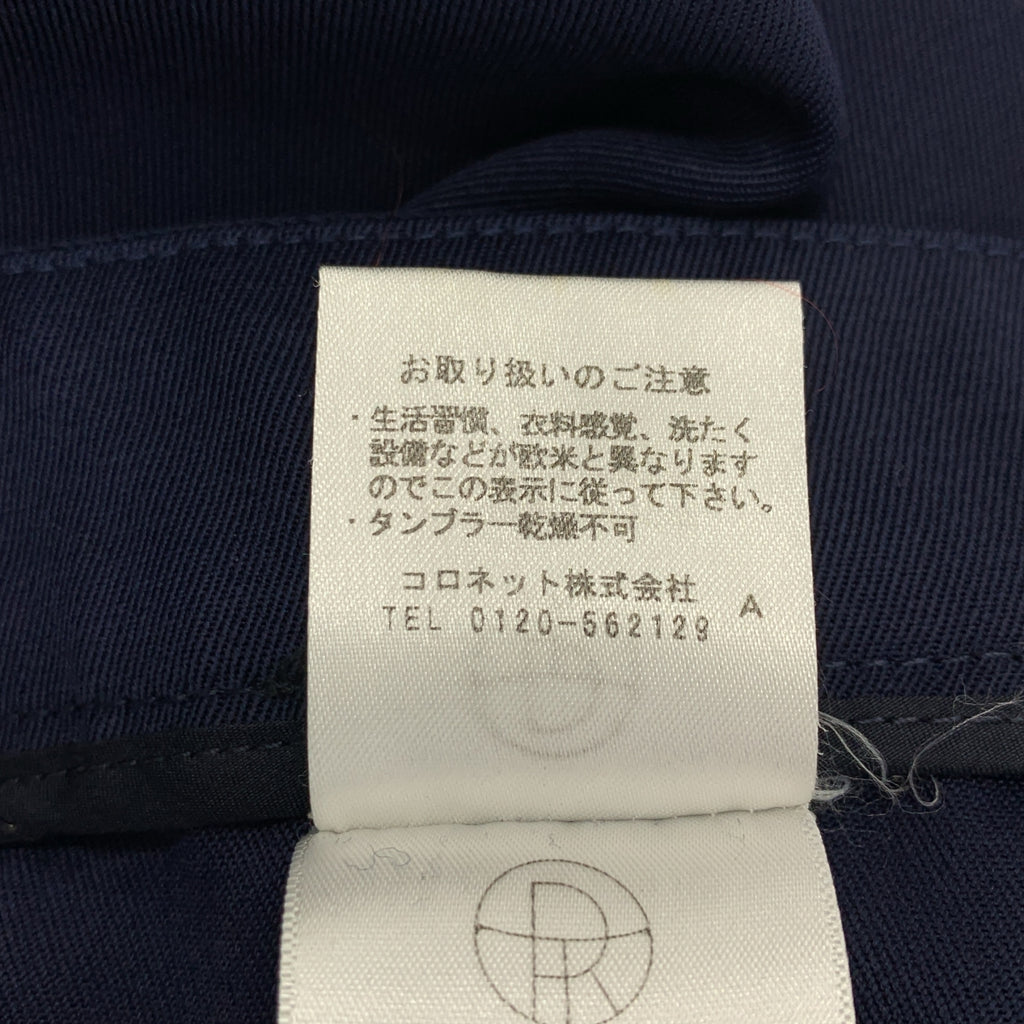 お取り扱いのご注意
・生活習慣、衣料感覚、洗たく
設備などが欧米と異なります
のでこの表示に従って下さい。
・タンブラー乾燥不可
コロネット株式会社
TEL 0120-562129 A